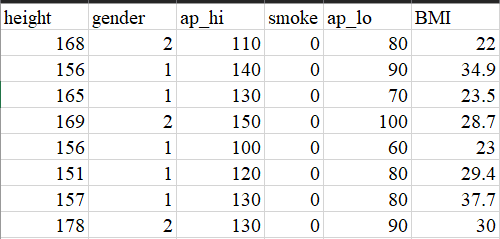 height gender ap_hi smoke ap_lo BMI
168 2 110 0 80 22
156 1 140 0 90 34.9
165 1 130 0 70 23.5
169 2 150 0 100 28.7
156 1 100 0 60 23
151 1 120 0 80 29.4
157 1 130 0 80 37.7
178 2 130 0 90 30